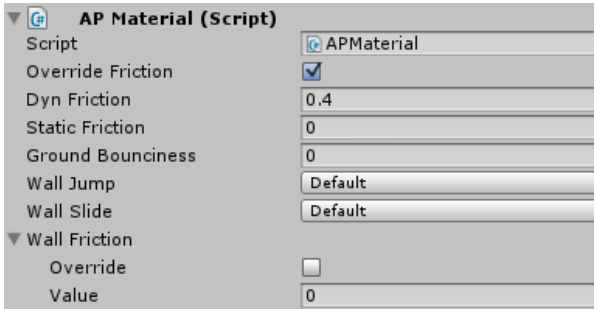 AP Material (Script)
Script APMaterial
Override Friction
Dyn Friction 0.4
Static Friction 0
Ground Bounciness 0
Wall Jump Default
Wall Slide Default
Wall Friction
Override
Value 0